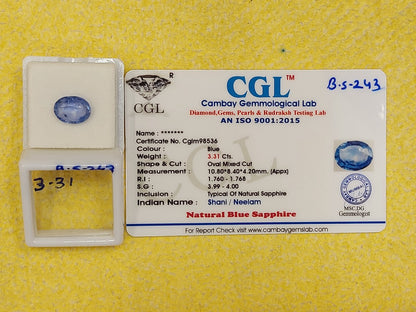 CGL™
B.S-243
R
CGL
Cambay Gemmological Lab
Diamond,Gems, Pearls & Rudraksh Testing Lab
AN ISO 9001:2015
Name : *******
Certificate No. Cglm98536
Colour : Blue
Weight : 3.31 Cts.
Shape & Cut : Oval Mixed Cut
Measurement : 10.80*8.40*4.20mm, (Appx)
R.I : 1.760 - 1.768
S.G : 3.99 - 4.00
Inclusion : Typical Of Natural Sapphire
Indian Name : Shani / Neelam
MSC,DG
Gemmologist
Natural Blue Sapphire
For Report Check visit www.cambaygemslab.com
B.S-243
3-31